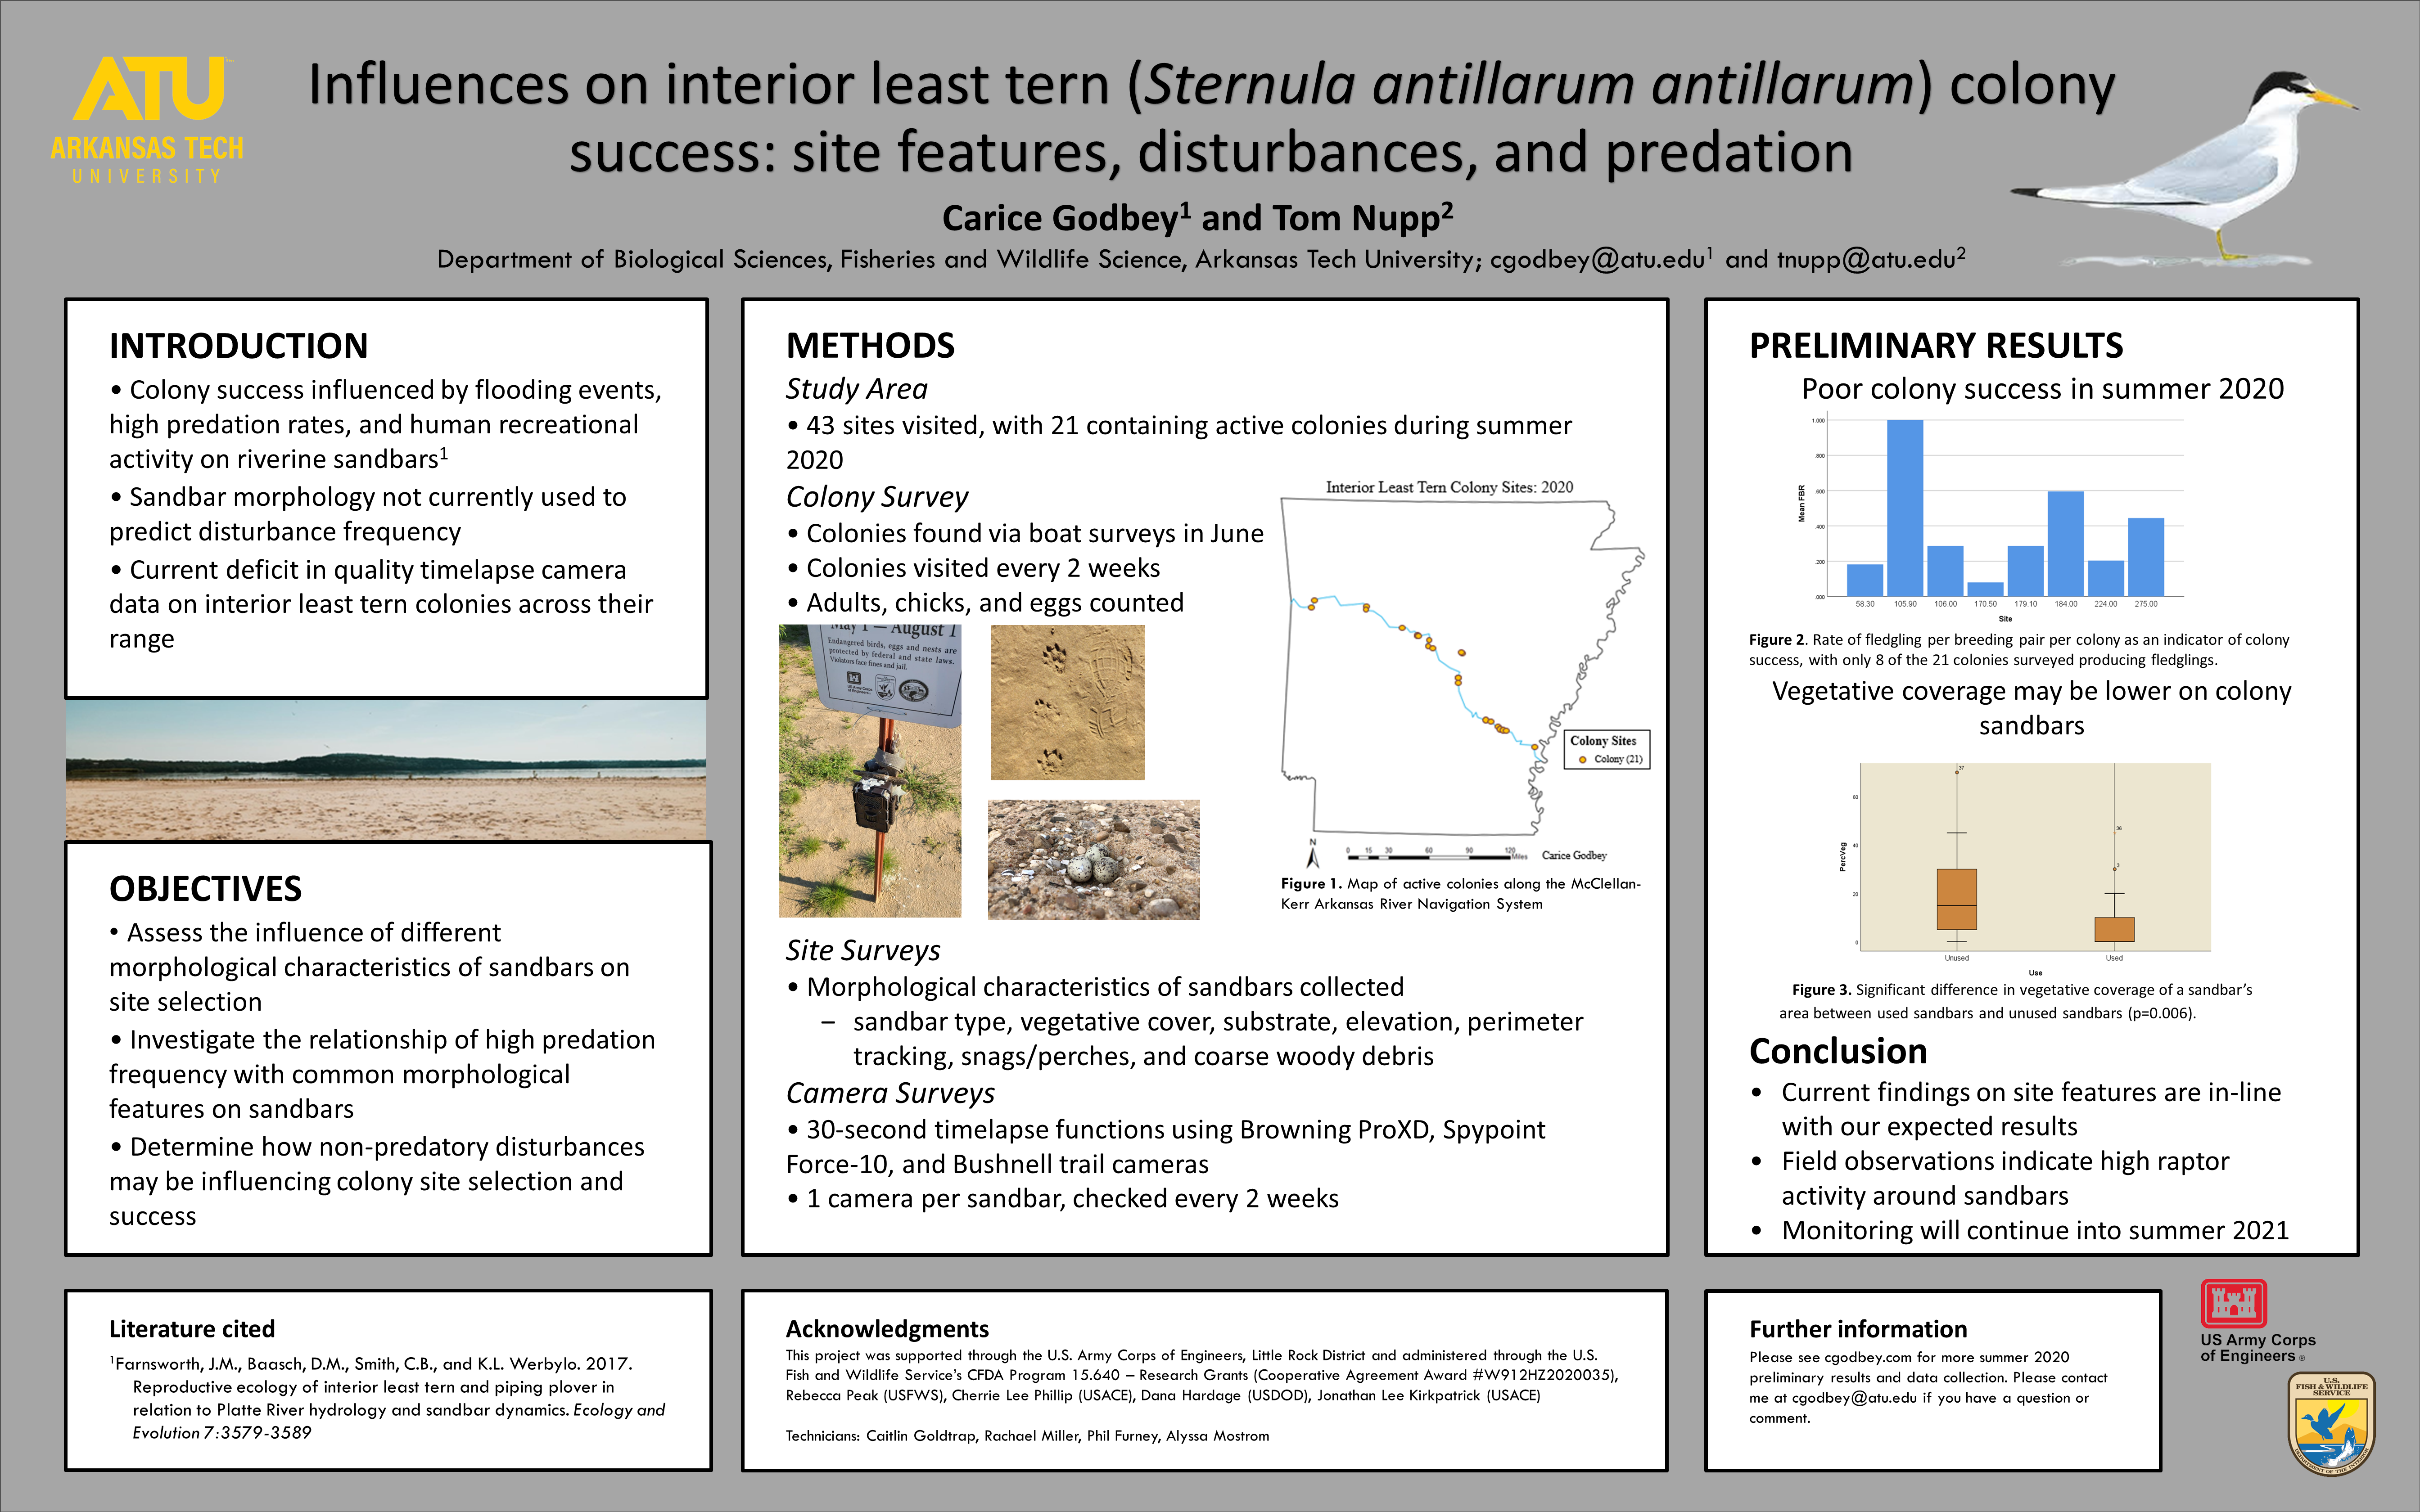 ATU
ARKANSAS TECH
UNIVERSITY
Influences on interior least tern (Sternula antillarum antillarum) colony
success: site features, disturbances, and predation
Carice Godbey¹ and Tom Nupp²
Department of Biological Sciences, Fisheries and Wildlife Science, Arkansas Tech University; cgodbey@atu.edu¹ and tnupp@atu.edu²
INTRODUCTION
• Colony success influenced by flooding events,
high predation rates, and human recreational
activity on riverine sandbars¹
• Sandbar morphology not currently used to
predict disturbance frequency
• Current deficit in quality timelapse camera
data on interior least tern colonies across their
range
OBJECTIVES
• Assess the influence of different
morphological characteristics of sandbars on
site selection
• Investigate the relationship of high predation
frequency with common morphological
features on sandbars
• Determine how non-predatory disturbances
may be influencing colony site selection and
success
METHODS
Study Area
• 43 sites visited, with 21 containing active colonies during summer
2020
Colony Survey
• Colonies found via boat surveys in June
• Colonies visited every 2 weeks
• Adults, chicks, and eggs counted
May 1 — August 1
Endangered birds, eggs and nests are
protected by federal and state laws.
Violators face fines and jail.
US Army Corps
of Engineers
Interior Least Tern Colony Sites: 2020
Colony Sites
Colony (21)
N
0 15 30 60 90 120
Miles
Carice Godbey
Figure 1. Map of active colonies along the McClellan-
Kerr Arkansas River Navigation System
Site Surveys
• Morphological characteristics of sandbars collected
– sandbar type, vegetative cover, substrate, elevation, perimeter
tracking, snags/perches, and coarse woody debris
Camera Surveys
• 30-second timelapse functions using Browning ProXD, Spypoint
Force-10, and Bushnell trail cameras
• 1 camera per sandbar, checked every 2 weeks
PRELIMINARY RESULTS
Poor colony success in summer 2020
1.000
.800
.600
.400
.200
.000
Mean FBR
58.30 105.90 106.00 170.50 179.10 184.00 224.00 275.00
Site
Figure 2. Rate of fledgling per breeding pair per colony as an indicator of colony
success, with only 8 of the 21 colonies surveyed producing fledglings.
Vegetative coverage may be lower on colony
sandbars
60
40
20
0
PercVeg
37
36
3
Unused Used
Use
Figure 3. Significant difference in vegetative coverage of a sandbar’s
area between used sandbars and unused sandbars (p=0.006).
Conclusion
• Current findings on site features are in-line
with our expected results
• Field observations indicate high raptor
activity around sandbars
• Monitoring will continue into summer 2021
Literature cited
¹Farnsworth, J.M., Baasch, D.M., Smith, C.B., and K.L. Werbylo. 2017.
Reproductive ecology of interior least tern and piping plover in
relation to Platte River hydrology and sandbar dynamics. Ecology and
Evolution 7:3579-3589
Acknowledgments
This project was supported through the U.S. Army Corps of Engineers, Little Rock District and administered through the U.S.
Fish and Wildlife Service’s CFDA Program 15.640 – Research Grants (Cooperative Agreement Award #W912HZ2020035),
Rebecca Peak (USFWS), Cherrie Lee Phillip (USACE), Dana Hardage (USDOD), Jonathan Lee Kirkpatrick (USACE)
Technicians: Caitlin Goldtrap, Rachael Miller, Phil Furney, Alyssa Mostrom
Further information
Please see cgodbey.com for more summer 2020
preliminary results and data collection. Please contact
me at cgodbey@atu.edu if you have a question or
comment.
US Army Corps
of Engineers ®
U.S.
FISH & WILDLIFE
SERVICE
DEPARTMENT OF THE INTERIOR